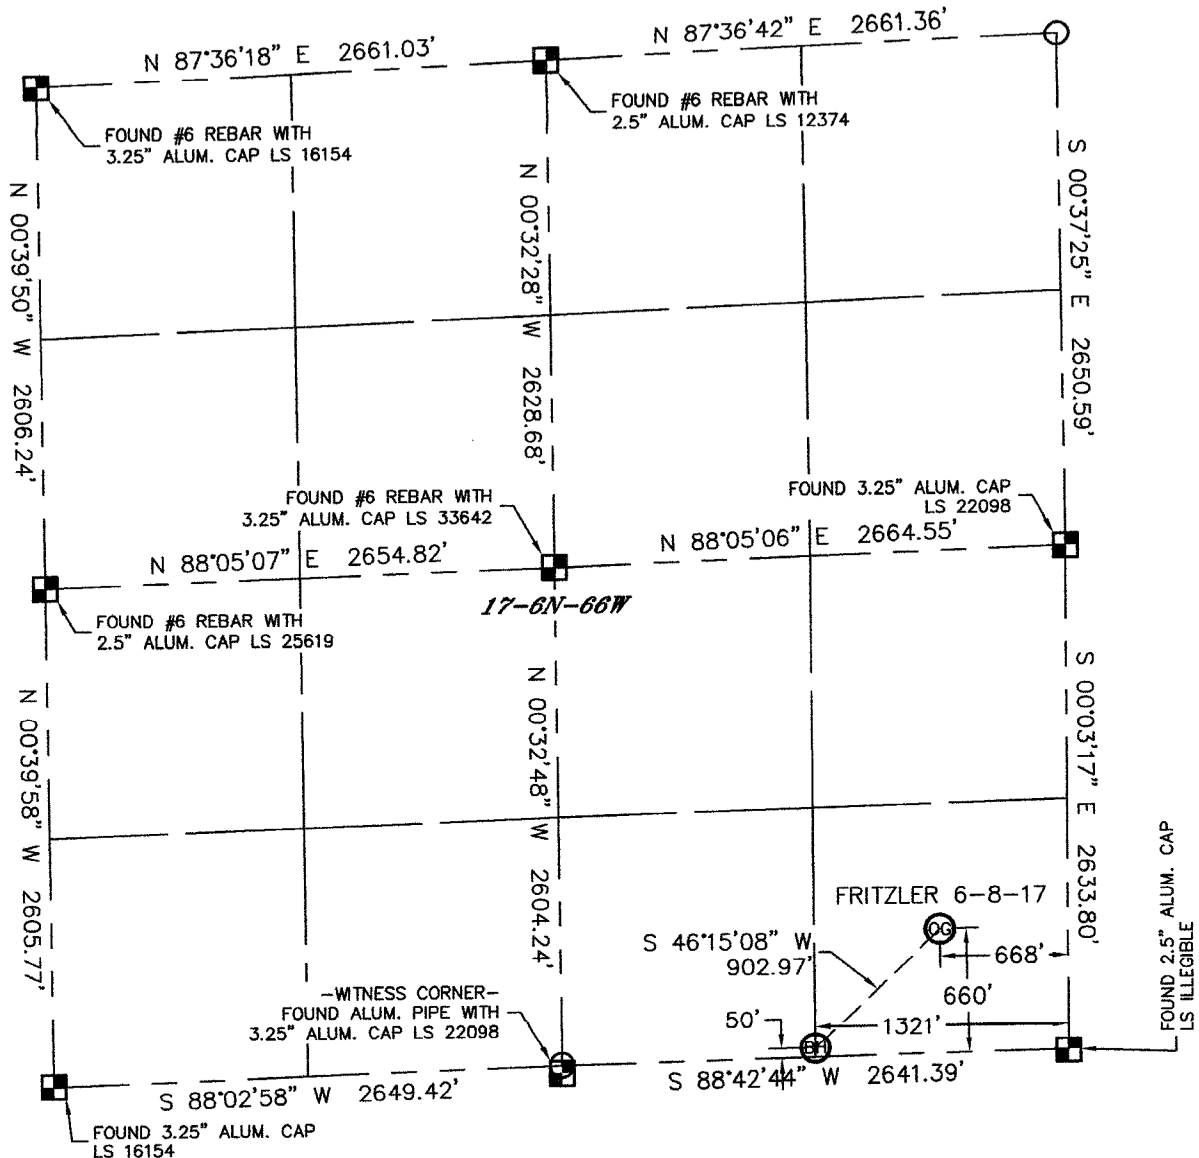 N 87°36'18" E 2661.03'
N 87°36'42" E 2661.36'
FOUND #6 REBAR WITH
3.25" ALUM. CAP LS 16154
FOUND #6 REBAR WITH
2.5" ALUM. CAP LS 12374
N 00°39'50" W 2606.24'
N 00°32'28" W 2628.68'
S 00°37'25" E 2650.59'
FOUND #6 REBAR WITH
3.25" ALUM. CAP LS 33642
FOUND 3.25" ALUM. CAP
LS 22098
N 88°05'07" E 2654.82'
N 88°05'06" E 2664.55'
17-6N-66W
FOUND #6 REBAR WITH
2.5" ALUM. CAP LS 25619
N 00°39'58" W 2605.77'
N 00°32'48" W 2604.24'
S 00°03'17" E 2633.80'
FRITZLER 6-8-17
OG
S 46°15'08" W
902.97'
668'
660'
-WITNESS CORNER-
FOUND ALUM. PIPE WITH
3.25" ALUM. CAP LS 22098
50'
1321'
BH
FOUND 2.5" ALUM. CAP
LS ILLEGIBLE
S 88°02'58" W 2649.42'
S 88°42'44" W 2641.39'
FOUND 3.25" ALUM. CAP
LS 16154